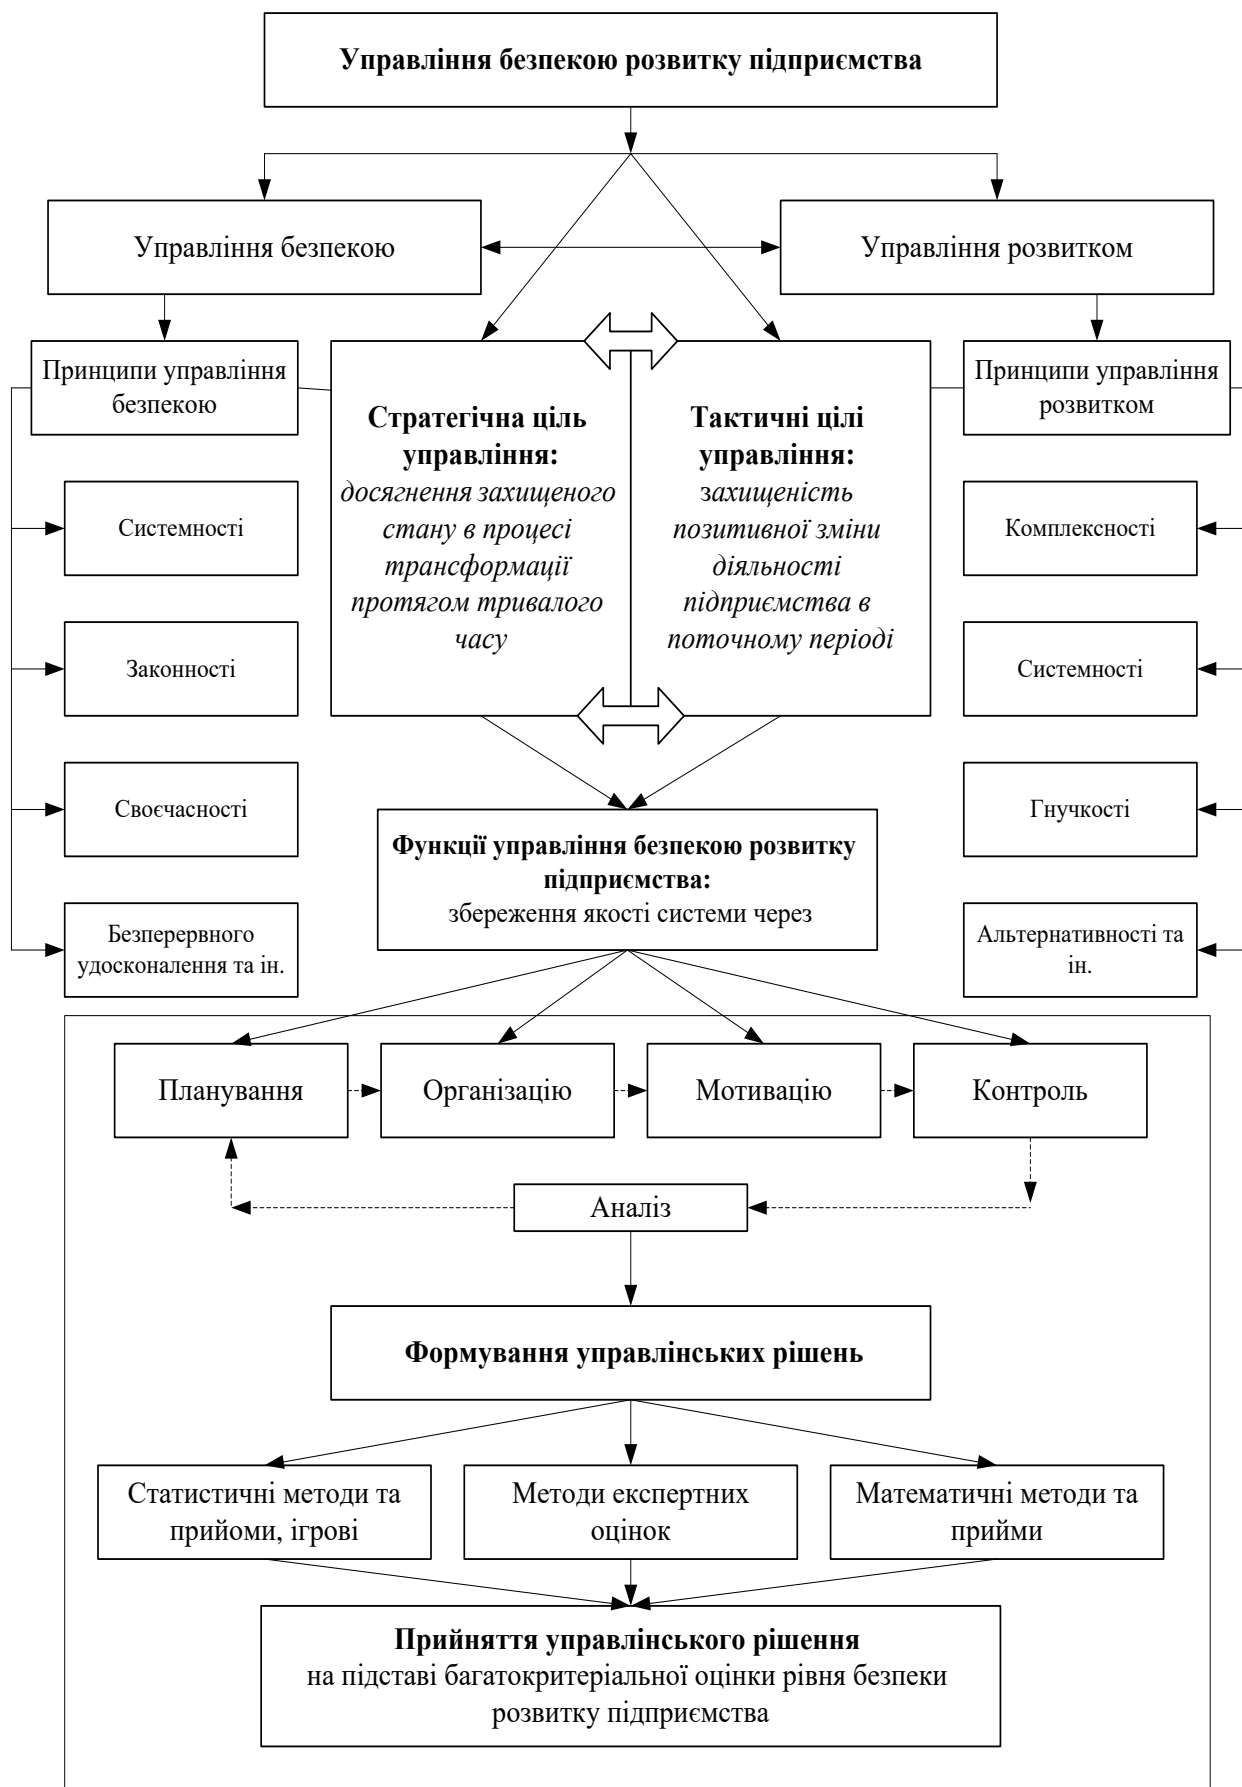 Управління безпекою розвитку підприємства
Управління безпекою
Управління розвитком
Принципи управління
безпекою
Стратегічна ціль
управління:
досягнення захищеного
стану в процесі
трансформації
протягом тривалого
часу
Тактичні цілі
управління:
захищеність
позитивної зміни
діяльності
підприємства в
поточному періоді
Принципи управління
розвитком
Системності
Законності
Своєчасності
Безперервного
удосконалення та ін.
Комплексності
Системності
Гнучкості
Альтернативності та
ін.
Функції управління безпекою розвитку
підприємства:
збереження якості системи через
Планування
Організацію
Мотивацію
Контроль
Аналіз
Формування управлінських рішень
Статистичні методи та
прийоми, ігрові
Методи експертних
оцінок
Математичні методи та
прийми
Прийняття управлінського рішення
на підставі багатокритеріальної оцінки рівня безпеки
розвитку підприємства